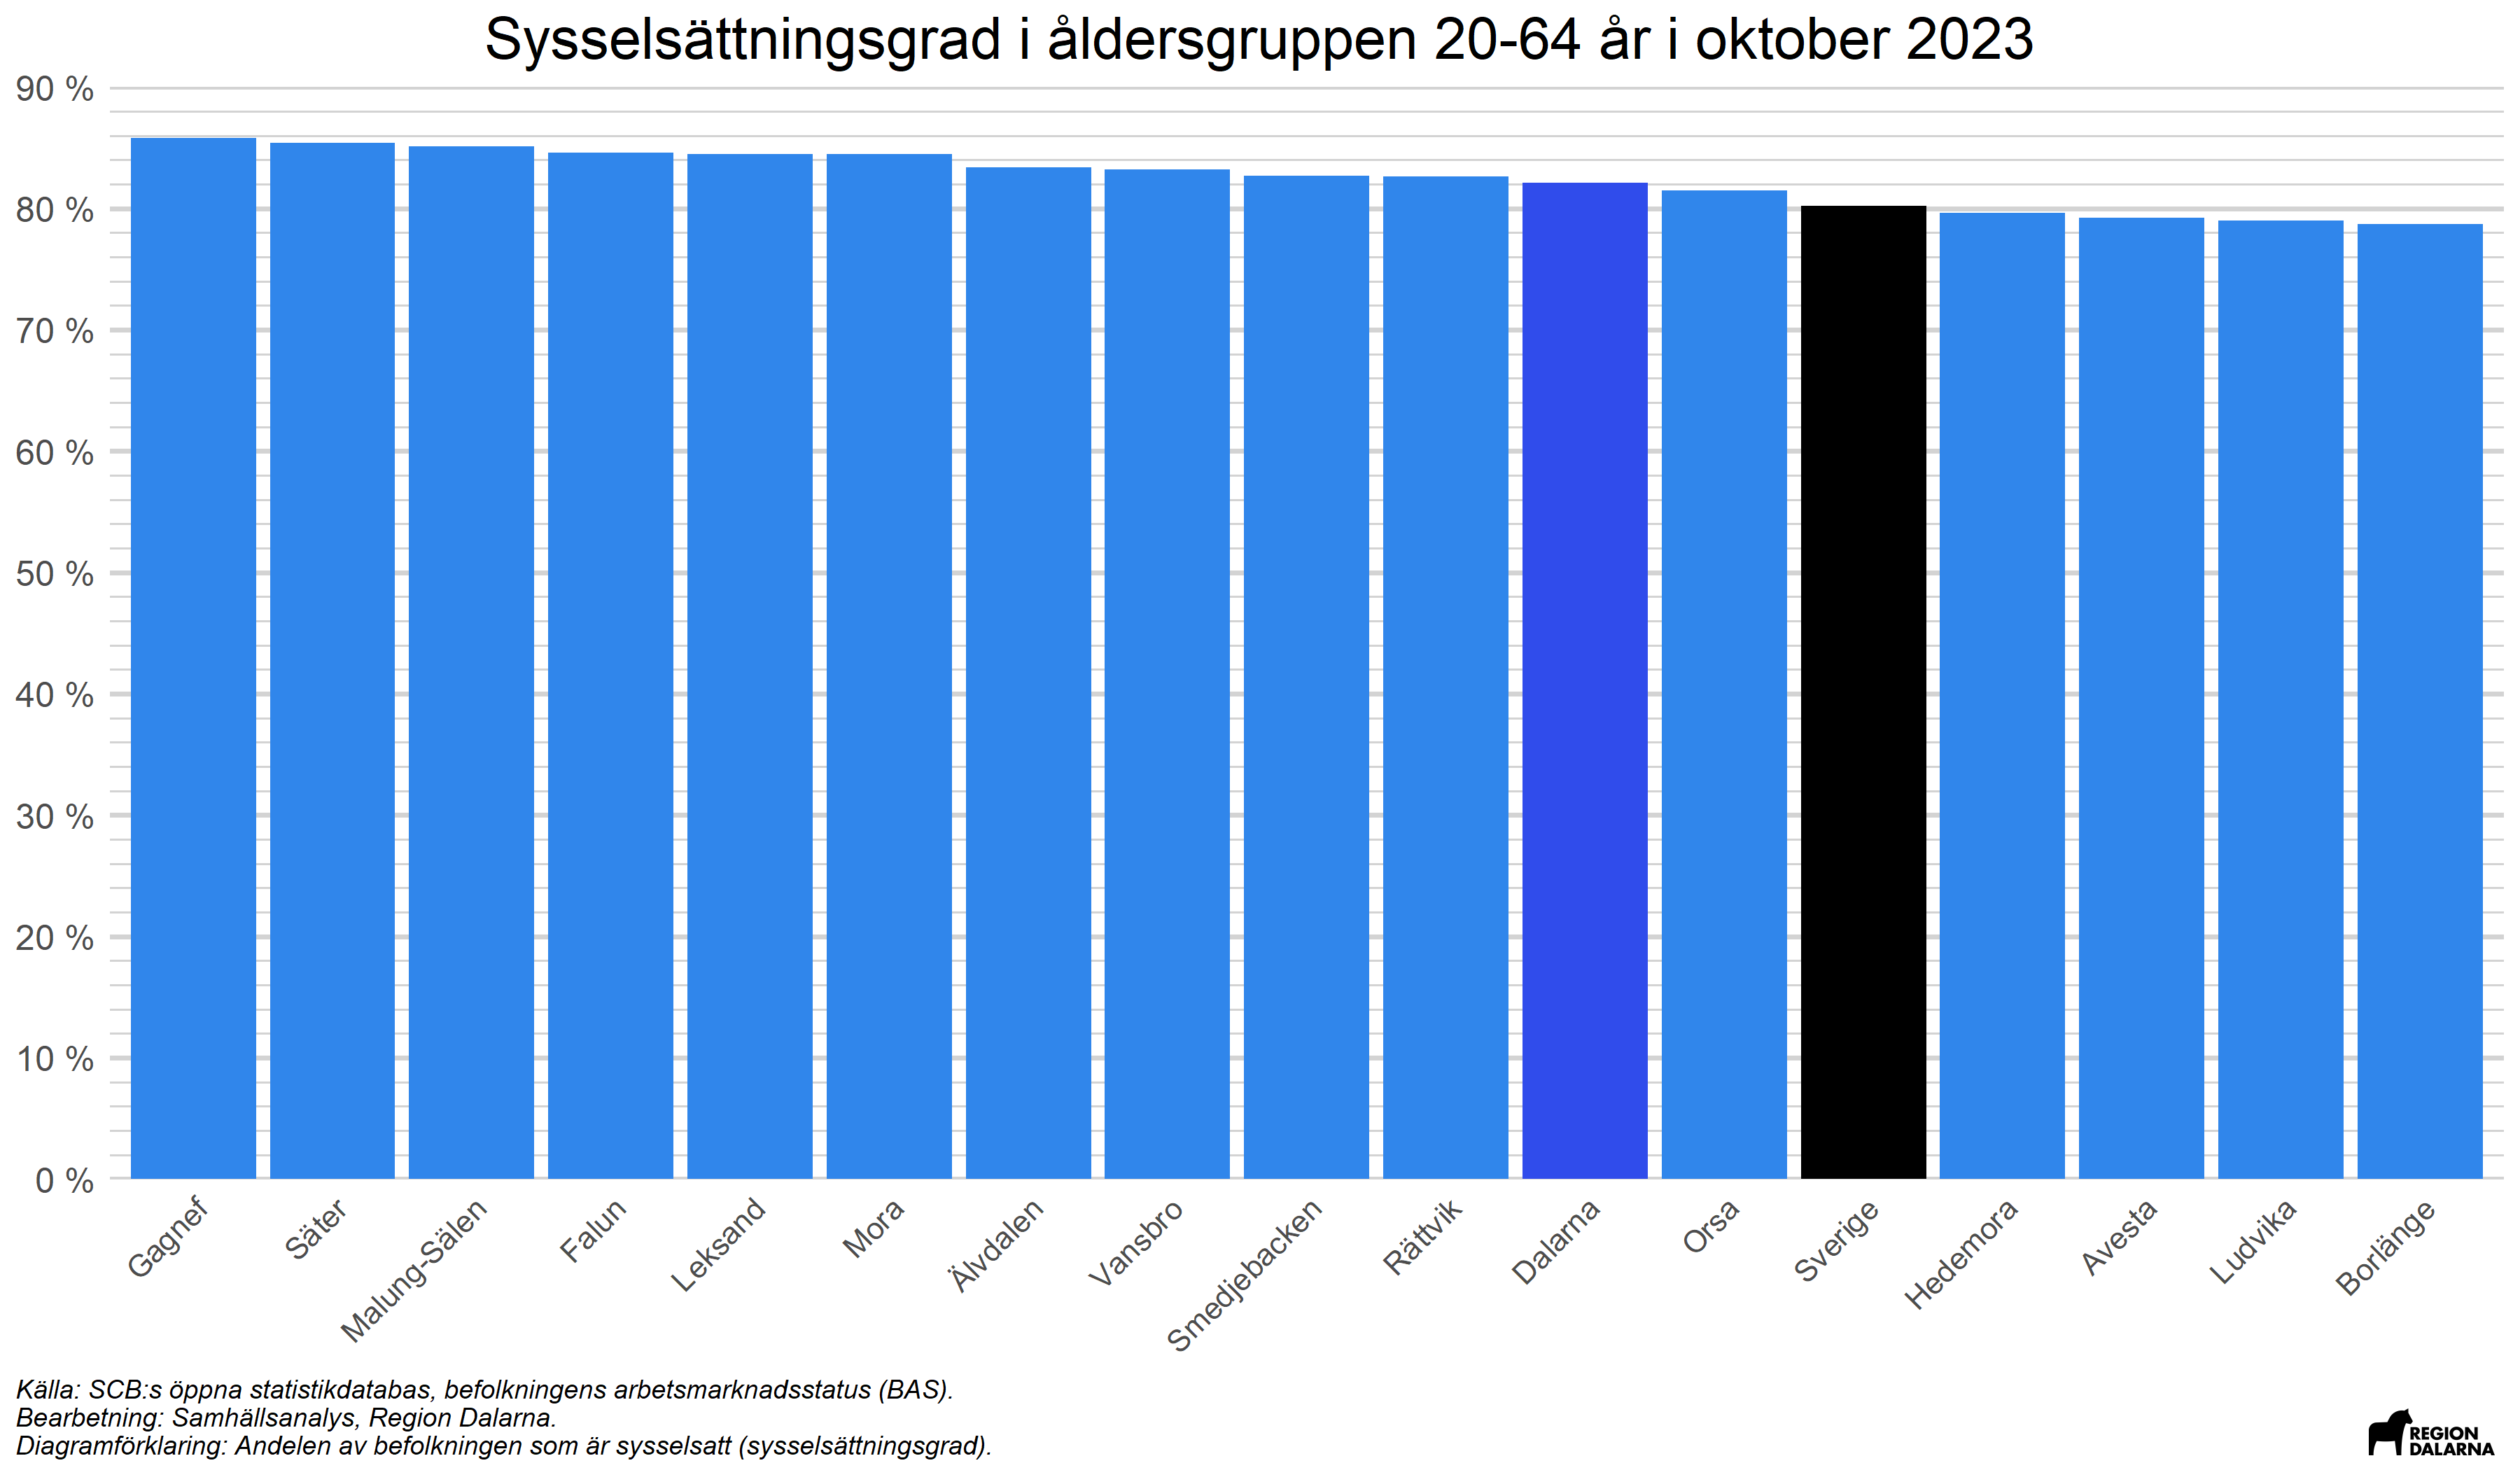 Sysselsättningsgrad i åldersgruppen 20-64 år i oktober 2023
90 %
80 %
70 %
60 %
50 %
40 %
30 %
20 %
10 %
0 %
Gagnef
Säter
Malung-Sälen
Falun
Leksand
Mora
Älvdalen
Vansbro
Smedjebacken
Rättvik
Dalarna
Orsa
Sverige
Hedemora
Avesta
Ludvika
Borlänge
Källa: SCB:s öppna statistikdatabas, befolkningens arbetsmarknadsstatus (BAS).
Bearbetning: Samhällsanalys, Region Dalarna.
Diagramförklaring: Andelen av befolkningen som är sysselsatt (sysselsättningsgrad).
REGION
DALARNA